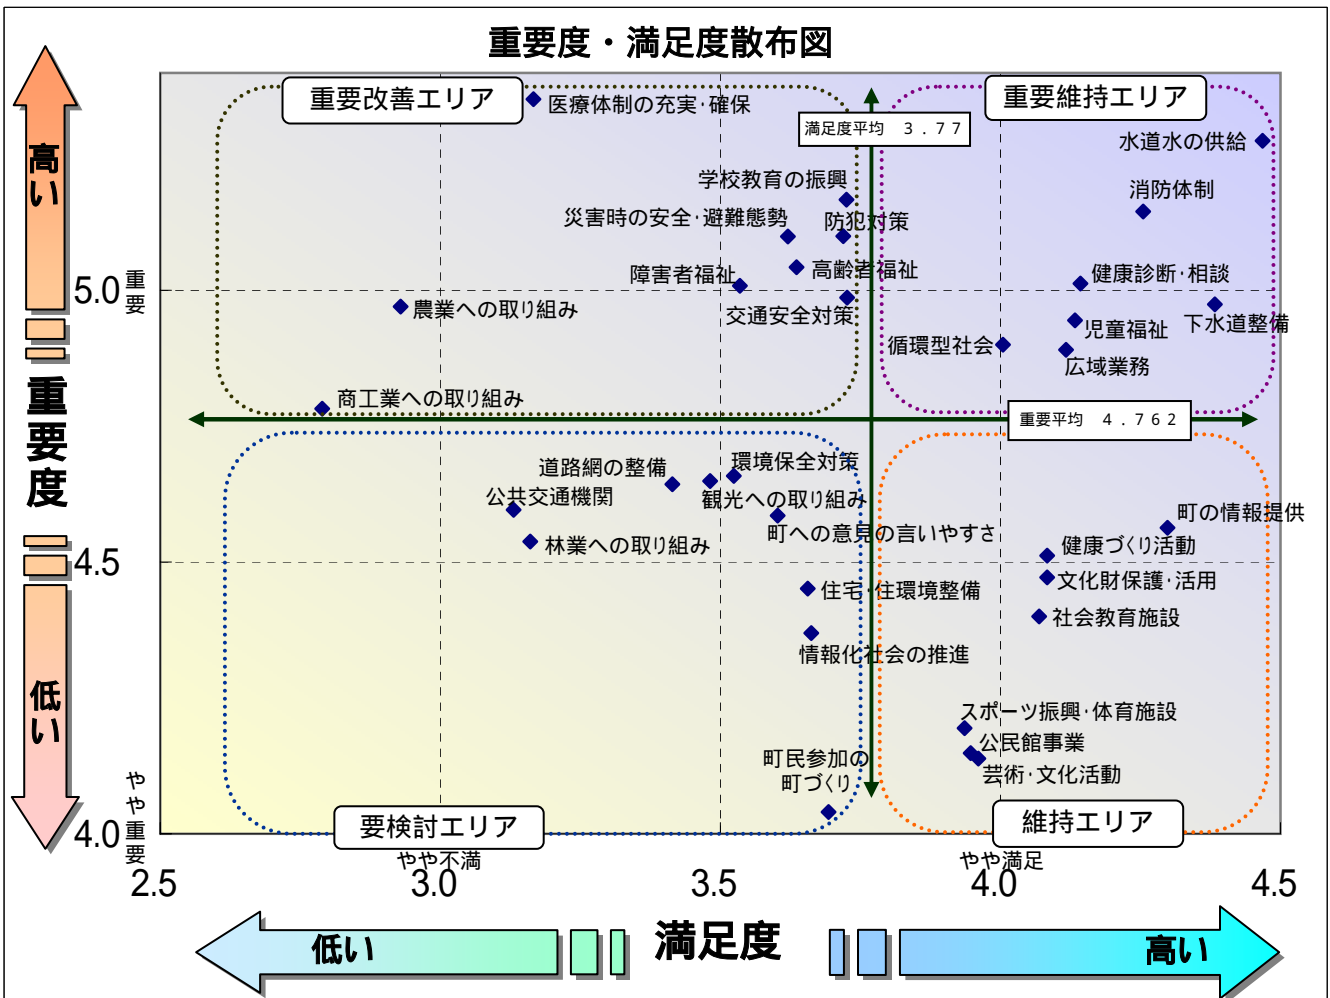 重要度・満足度散布図
重要改善エリア
医療体制の充実・確保
重要維持エリア
満足度平均 3.77
水道水の供給
高い
学校教育の振興
消防体制
災害時の安全・避難態勢
防犯対策
障害者福祉
高齢者福祉
健康診断・相談
5.0
重要
農業への取り組み
交通安全対策
児童福祉
下水道整備
循環型社会
広域業務
重要度
商工業への取り組み
重要平均 4.762
道路網の整備
環境保全対策
公共交通機関
観光への取り組み
町の情報提供
町への意見の言いやすさ
林業への取り組み
健康づくり活動
4.5
文化財保護・活用
住宅・住環境整備
社会教育施設
情報化社会の推進
低い
スポーツ振興・体育施設
公民館事業
町民参加の
町づくり
芸術・文化活動
やや重要
要検討エリア
維持エリア
4.0
やや不満
やや満足
2.5
3.0
3.5
4.0
4.5
低い
満足度
高い